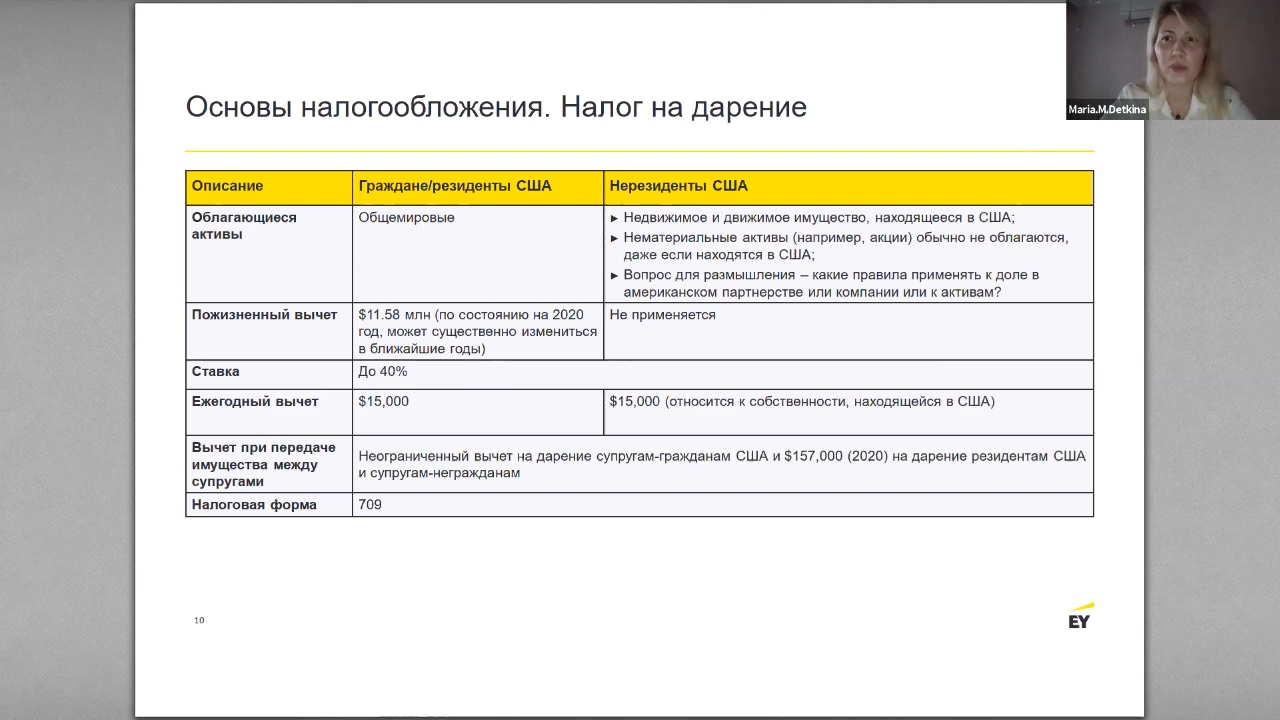 Maria.M.Detkina
Основы налогообложения. Налог на дарение
Описание
Граждане/резиденты США
Нерезиденты США
Облагающиеся
активы
Общемировые
► Недвижимое и движимое имущество, находящееся в США;
► Нематериальные активы (например, акции) обычно не облагаются,
даже если находятся в США;
► Вопрос для размышления – какие правила применять к доле в
американском партнерстве или компании или к активам?
Пожизненный вычет
$11.58 млн (по состоянию на 2020
год, может существенно измениться
в ближайшие годы)
Не применяется
Ставка
До 40%
Ежегодный вычет
$15,000
$15,000 (относится к собственности, находящейся в США)
Вычет при передаче
имущества между
супругами
Неограниченный вычет на дарение супругам-гражданам США и $157,000 (2020) на дарение резидентам США
и супругам-негражданам
Налоговая форма
709
10
EY